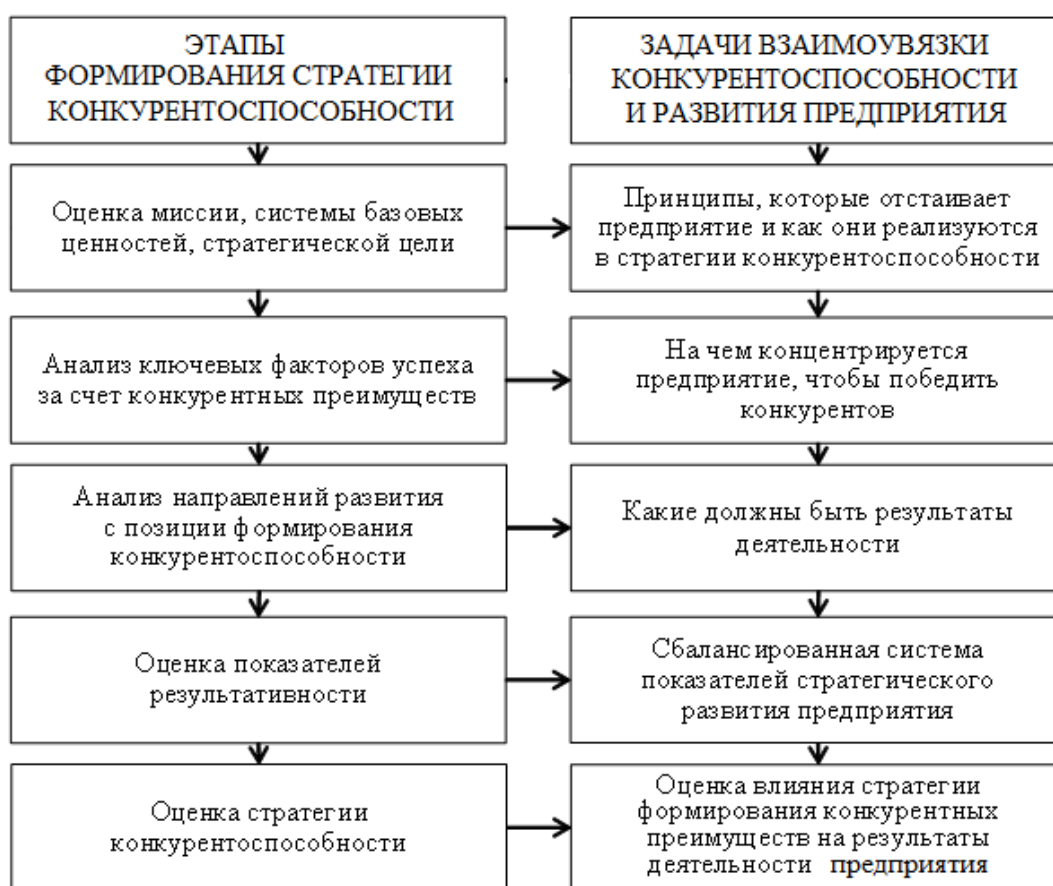 ЭТАПЫ
ФОРМИРОВАНИЯ СТРАТЕГИИ
КОНКУРЕНТОСПОСОБНОСТИ
ЗАДАЧИ ВЗАИМОУВЯЗКИ
КОНКУРЕНТОСПОСОБНОСТИ
И РАЗВИТИЯ ПРЕДПРИЯТИЯ
Оценка миссии, системы базовых
ценностей, стратегической цели
Принципы, которые отстаивает
предприятие и как они реализуются
в стратегии конкурентоспособности
Анализ ключевых факторов успеха
за счет конкурентных преимуществ
На чем концентрируется
предприятие, чтобы победить
конкурентов
Анализ направлений развития
с позиции формирования
конкурентоспособности
Какие должны быть результаты
деятельности
Оценка показателей
результативности
Сбалансированная система
показателей стратегического
развития предприятия
Оценка стратегии
конкурентоспособности
Оценка влияния стратегии
формирования конкурентных
преимуществ на результаты
деятельности предприятия